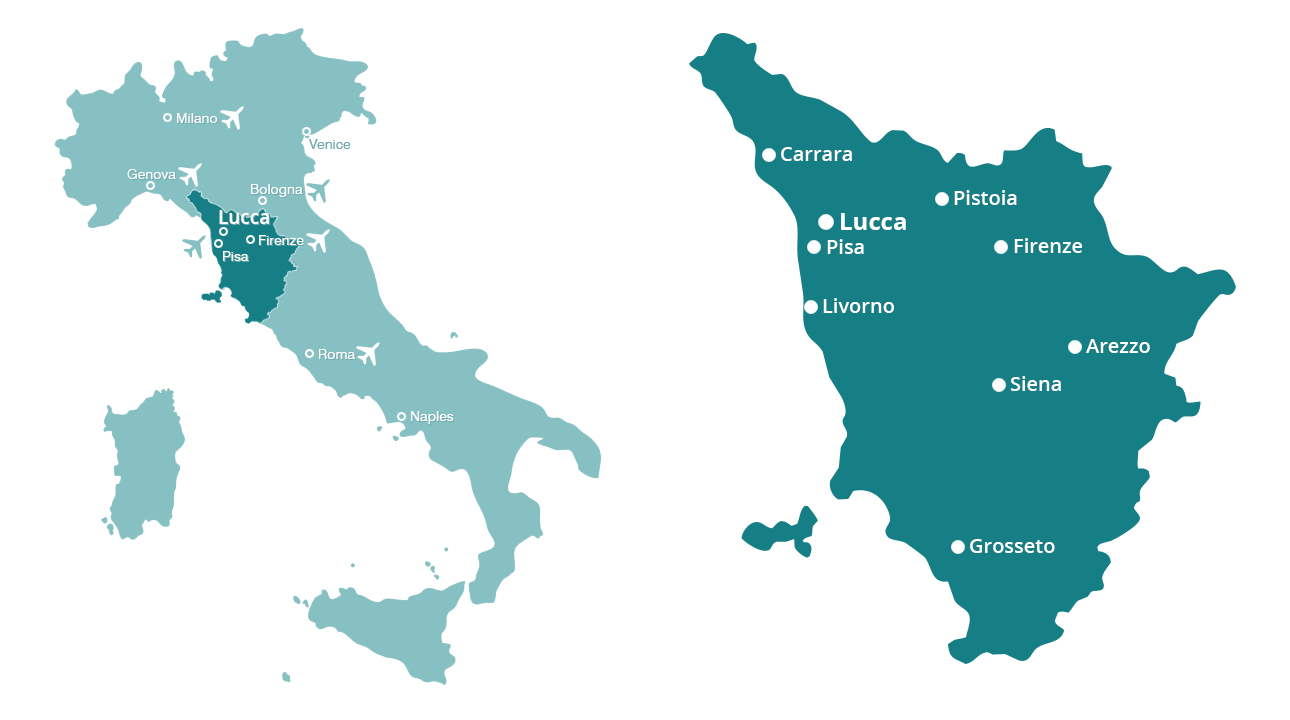 Milano
Venice
Genova
Bologna
Lucca
Firenze
Pisa
Roma
Naples
Carrara
Pistoia
Lucca
Pisa
Firenze
Livorno
Arezzo
Siena
Grosseto